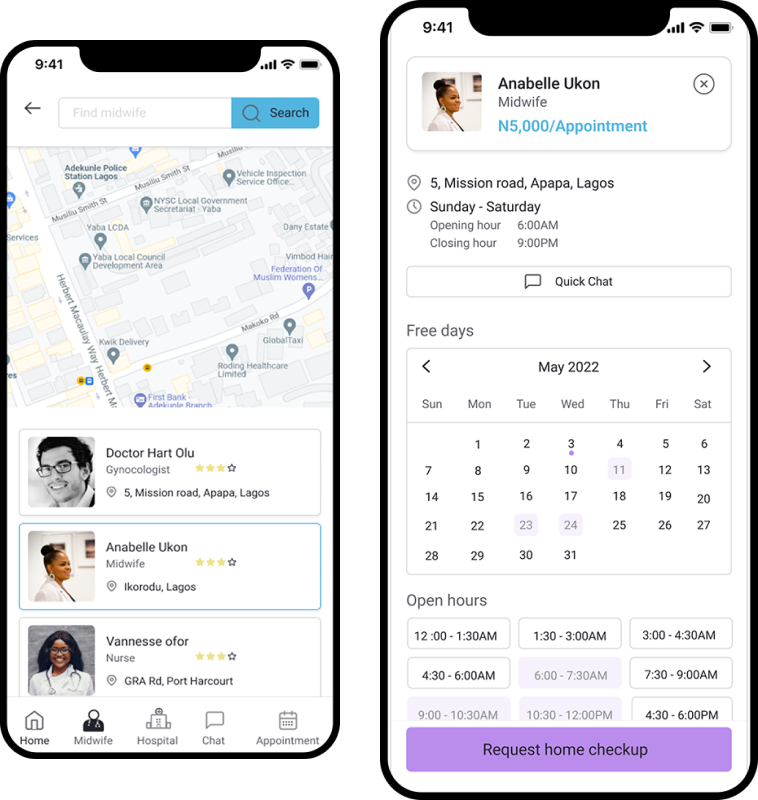 9:41
Find midwife
Search
Adekunle Police
Station Lagos
Musiliu Smith St
Vehicle Inspection
Service Office...
Musiliu Smith St
NYSC Local Government
Secretariat - Yaba
Services
Yaba LCDA
Dany Estate
Yaba Local Council
Development Area
Vimbod Hair
Federation Of
Muslim Womens...
Herbert Macaulay Way
Herbert M
Makoko Rd
GlobalTaxi
Kwik Delivery
Roding Healthcare
Limited
res
First Bank -
Adekunle Branch
Doctor Hart Olu
Gynocologist
5, Mission road, Apapa, Lagos
Anabelle Ukon
Midwife
Ikorodu, Lagos
Vannesse ofor
Nurse
GRA Rd, Port Harcourt
Home Midwife Hospital Chat Appointment
9:41
Anabelle Ukon
Midwife
N5,000/Appointment
5, Mission road, Apapa, Lagos
Sunday - Saturday
Opening hour 6:00AM
Closing hour 9:00PM
Quick Chat
Free days
May 2022
Sun Mon Tue Wed Thu Fri Sat
1 2 3 4 5 6
7 8 9 10 11 12 13
14 15 16 17 18 19 20
21 22 23 24 25 26 27
28 29 30 31
Open hours
12 :00 - 1:30AM 1:30 - 3:00AM 3:00 - 4:30AM
4:30 - 6:00AM 6:00 - 7:30AM 7:30 - 9:00AM
9:00 - 10:30AM 10:30 - 12:00PM 4:30 - 6:00PM
Request home checkup